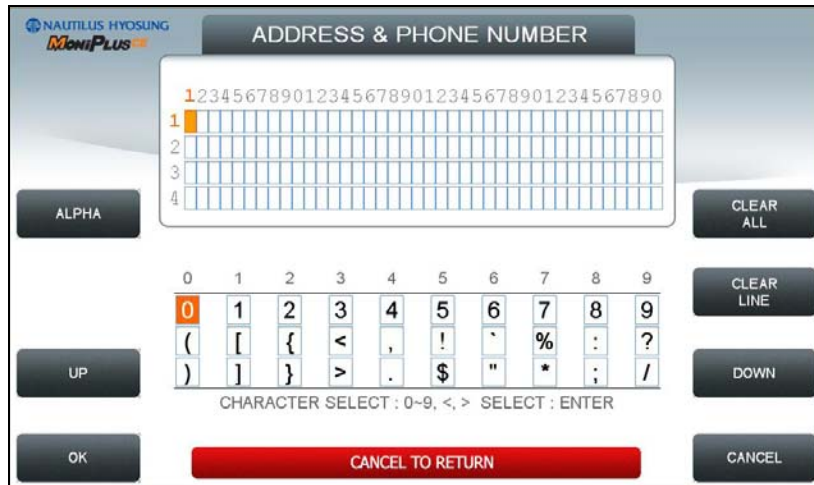 NAUTILUS HYOSUNG
MoniPlusCE
ADDRESS & PHONE NUMBER
1234567890123456789012345678901234567890
1
2
3
4
ALPHA
CLEAR ALL
0 1 2 3 4 5 6 7 8 9
CLEAR LINE
0 1 2 3 4 5 6 7 8 9
( [ { < , ! ` % : ?
) ] } > . $ " * ; /
UP
DOWN
CHARACTER SELECT : 0~9, <, > SELECT : ENTER
OK
CANCEL TO RETURN
CANCEL